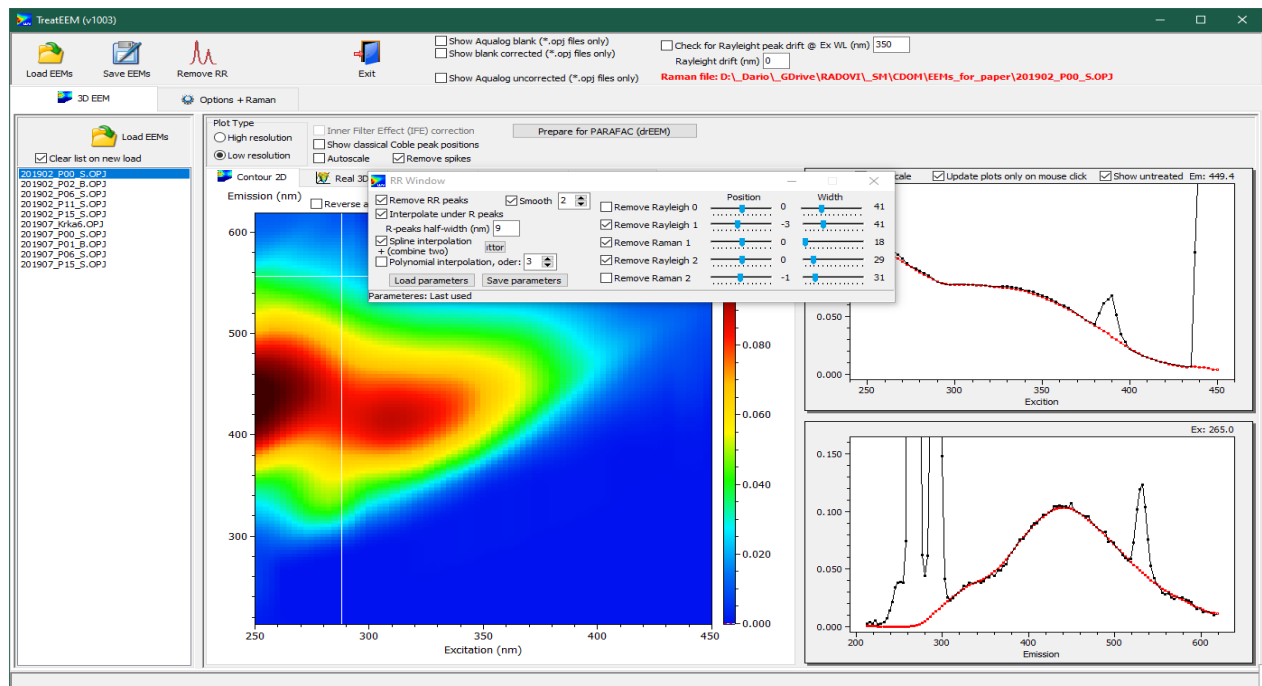 TreatEEM (v1003)
Load EEMs
Save EEMs
Remove RR
Exit
Show Aqualog blank (*.opj files only)
Show blank corrected (*.opj files only)
Show Aqualog uncorrected (*.opj files only)
Check for Rayleight peak drift @ Ex WL (nm) 350
Rayleight drift (nm) 0
Raman file: D:\_Dario\_GDrive\RADOVI\_SM\CDOM\EEMs_for_paper\201902_P00_S.OPJ
3D EEM
Options + Raman
Load EEMs
Clear list on new load
201902_P00_S.OPJ
201902_P02_B.OPJ
201902_P06_S.OPJ
201902_P11_S.OPJ
201902_P15_S.OPJ
201907_Krka6.OPJ
201907_P00_S.OPJ
201907_P01_B.OPJ
201907_P06_S.OPJ
201907_P15_S.OPJ
Plot Type
High resolution
Low resolution
Inner Filter Effect (IFE) correction
Show classical Coble peak positions
Autoscale
Remove spikes
Prepare for PARAFAC (drEEM)
Contour 2D
Real 3D
Emission (nm)
Reverse a
600
500
400
300
250
300
350
400
450
Excitation (nm)
0.080
0.060
0.040
0.020
0.000
RR Window
Remove RR peaks
Smooth 2
Interpolate under R peaks
R-peaks half-width (nm) 9
Spline interpolation
+ (combine two)
ittor
Polynomial interpolation, oder: 3
Load parameters
Save parameters
Parameteres: Last used
Position
Width
Remove Rayleigh 0
0
41
Remove Rayleigh 1
-3
41
Remove Raman 1
0
18
Remove Rayleigh 2
0
29
Remove Raman 2
-1
31
cale
Update plots only on mouse click
Show untreated
Em: 449.4
0.050
0.000
250
300
350
400
450
Excition
Ex: 265.0
0.150
0.100
0.050
0.000
200
300
400
500
600
Emission